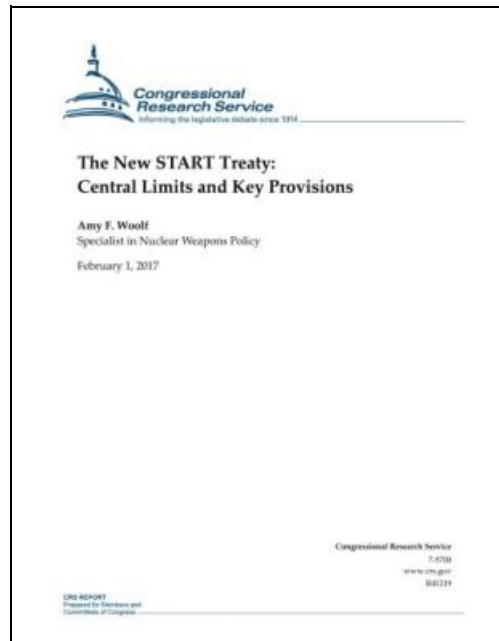 Congressional
Research Service
Informing the legislative debate since 1914
The New START Treaty:
Central Limits and Key Provisions
Amy F. Woolf
Specialist in Nuclear Weapons Policy
February 1, 2017
Congressional Research Service
7-5700
www.crs.gov
R41219
CRS REPORT
Prepared for Members and
Committees of Congress